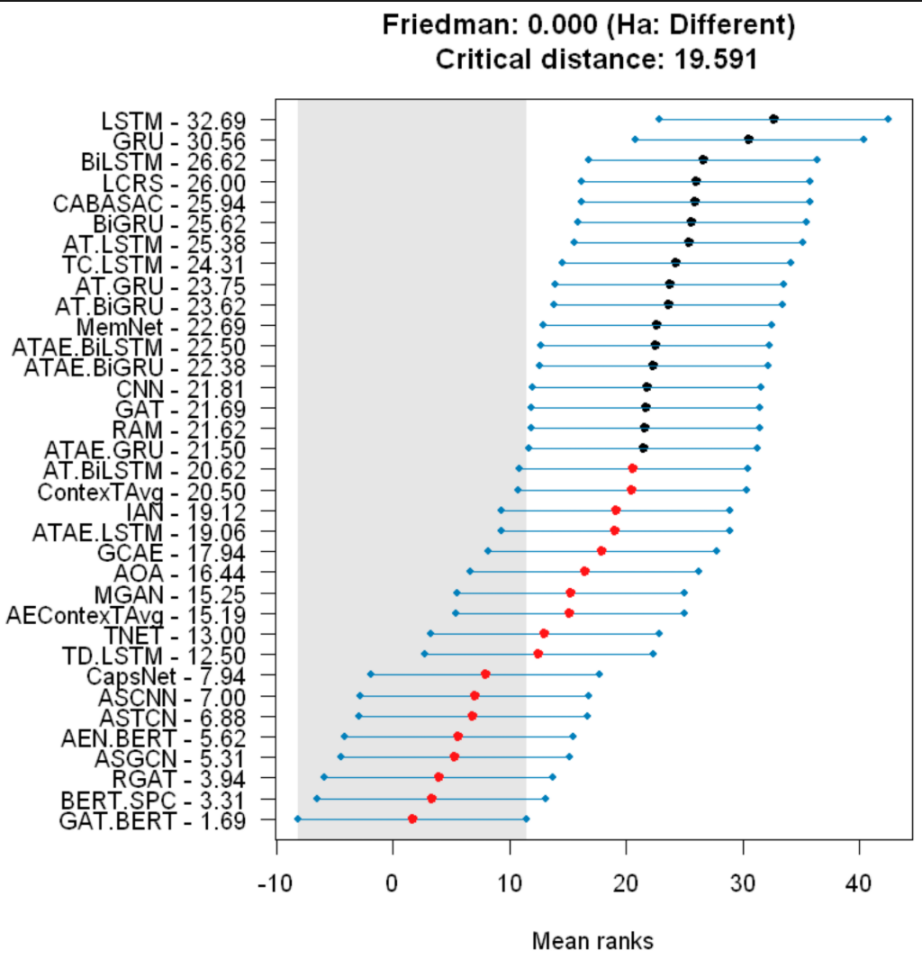 Friedman: 0.000 (Ha: Different)
Critical distance: 19.591
LSTM - 32.69
GRU - 30.56
BiLSTM - 26.62
LCRS - 26.00
CABASAC - 25.94
BiGRU - 25.62
AT.LSTM - 25.38
TC.LSTM - 24.31
AT.GRU - 23.75
AT.BiGRU - 23.62
MemNet - 22.69
ATAE.BiLSTM - 22.50
ATAE.BiGRU - 22.38
CNN - 21.81
GAT - 21.69
RAM - 21.62
ATAE.GRU - 21.50
AT.BiLSTM - 20.62
ContexTAvg - 20.50
IAN - 19.12
ATAE.LSTM - 19.06
GCAE - 17.94
AOA - 16.44
MGAN - 15.25
AEContexTAvg - 15.19
TNET - 13.00
TD.LSTM - 12.50
CapsNet - 7.94
ASCNN - 7.00
ASTCN - 6.88
AEN.BERT - 5.62
ASGCN - 5.31
RGAT - 3.94
BERT.SPC - 3.31
GAT.BERT - 1.69
-10 0 10 20 30 40
Mean ranks